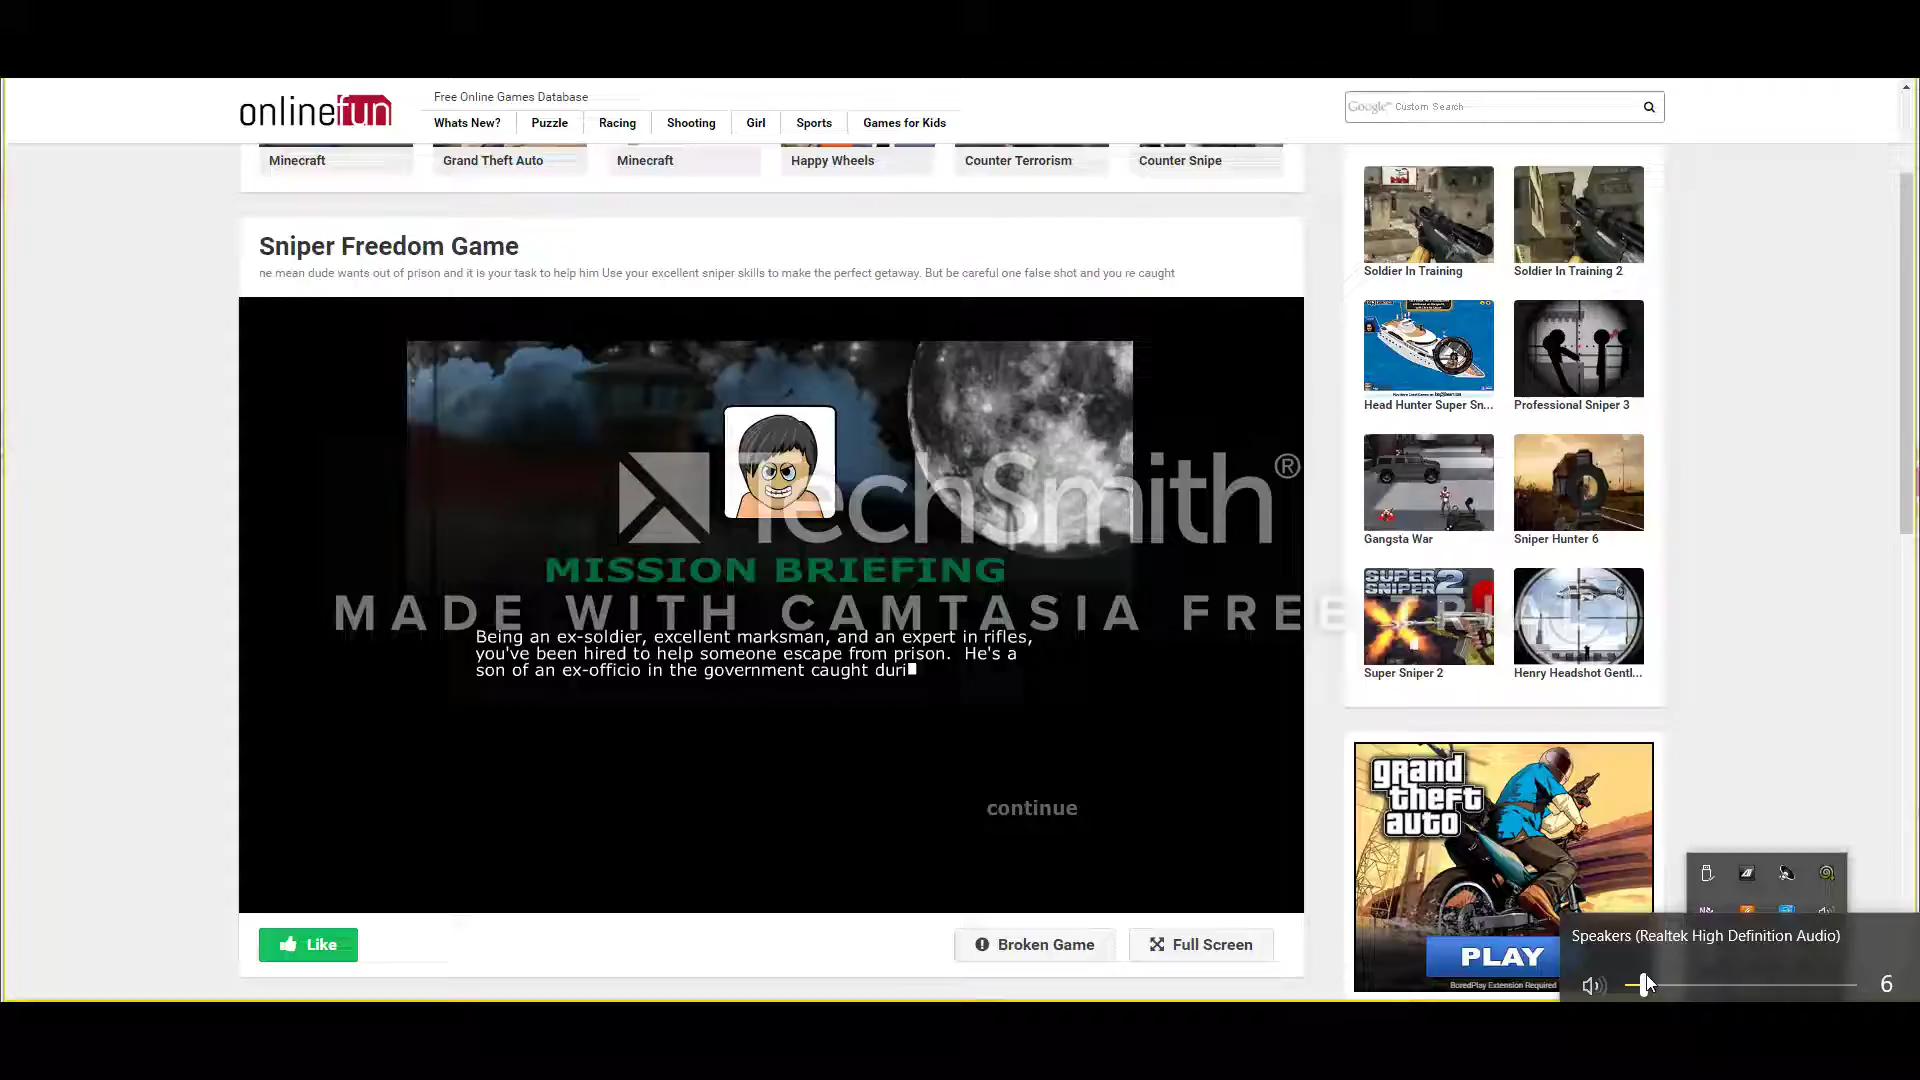 onlinefun
Free Online Games Database
Whats New?
Puzzle
Racing
Shooting
Girl
Sports
Games for Kids
Google™ Custom Search
Minecraft
Grand Theft Auto
Minecraft
Happy Wheels
Counter Terrorism
Counter Snipe
Sniper Freedom Game
ne mean dude wants out of prison and it is your task to help him Use your excellent sniper skills to make the perfect getaway. But be careful one false shot and you re caught
TechSmith®
MISSION BRIEFING
MADE WITH CAMTASIA FREE TRIAL
Being an ex-soldier, excellent marksman, and an expert in rifles,
you've been hired to help someone escape from prison. He's a
son of an ex-officio in the government caught duri
continue
Like
Broken Game
Full Screen
Soldier In Training
Soldier In Training 2
Head Hunter Super Sn...
Professional Sniper 3
Gangsta War
Sniper Hunter 6
SUPER
SNIPER 2
Super Sniper 2
Henry Headshot Gentl...
grand
theft
auto
PLAY
BoredPlay Extension Required
Speakers (Realtek High Definition Audio)
6